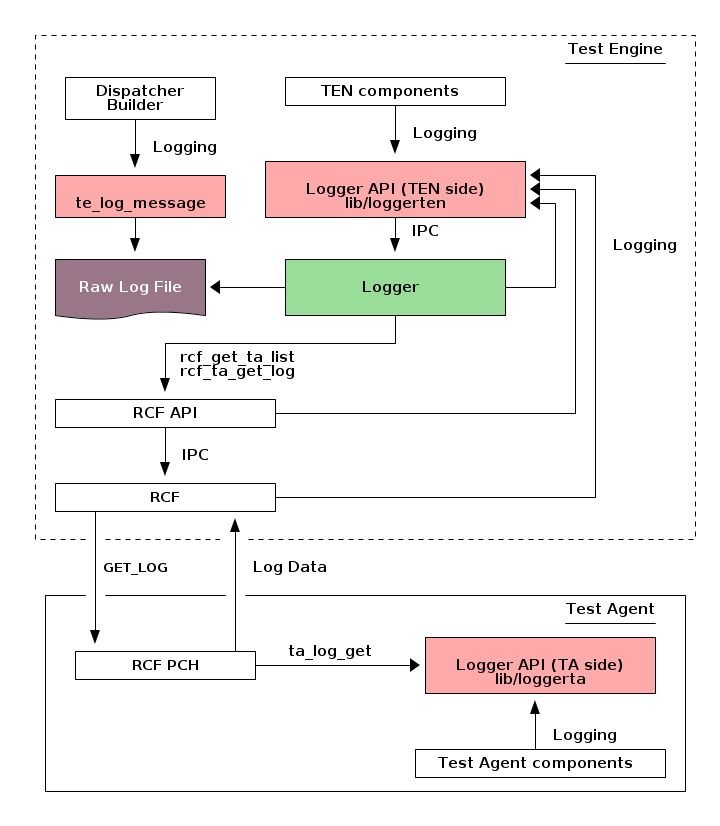 Test Engine
Dispatcher
Builder
TEN components
Logging
Logging
te_log_message
Logger API (TEN side)
lib/loggerten
IPC
Logging
Raw Log File
Logger
rcf_get_ta_list
rcf_ta_get_log
RCF API
IPC
RCF
GET_LOG
Log Data
Test Agent
ta_log_get
RCF PCH
Logger API (TA side)
lib/loggerta
Logging
Test Agent components